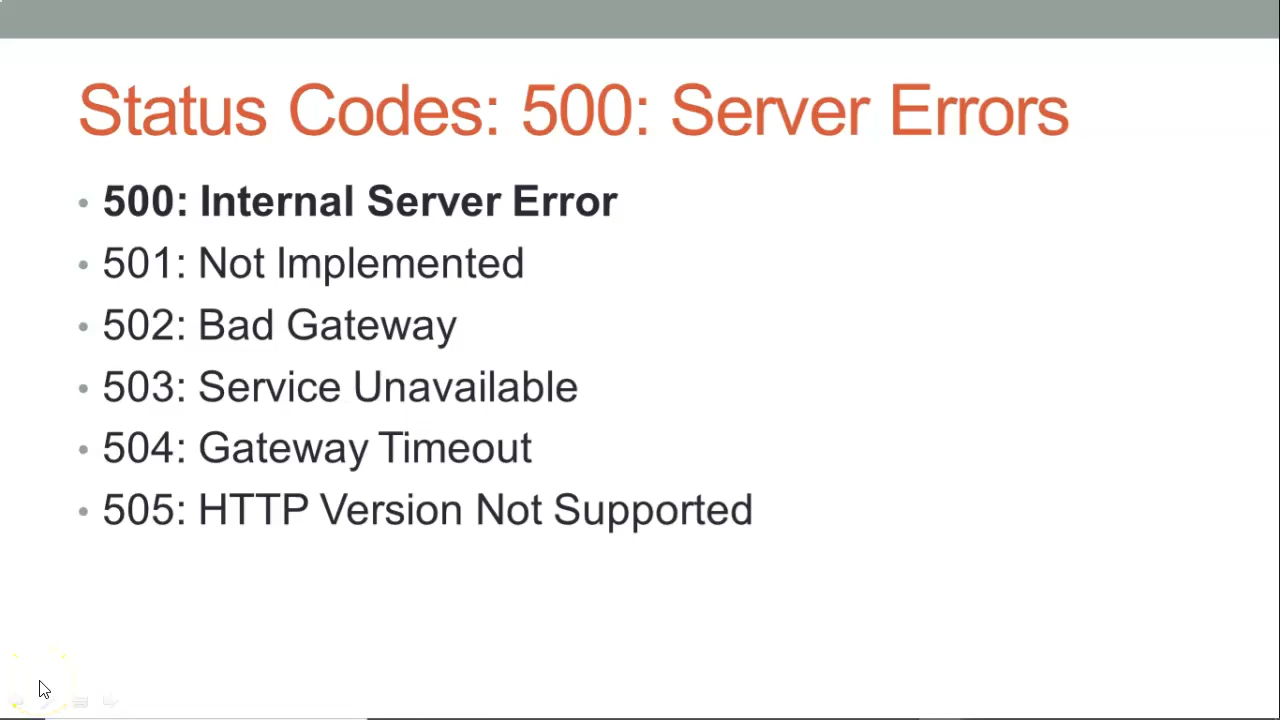 Status Codes: 500: Server Errors
• 500: Internal Server Error
• 501: Not Implemented
• 502: Bad Gateway
• 503: Service Unavailable
• 504: Gateway Timeout
• 505: HTTP Version Not Supported